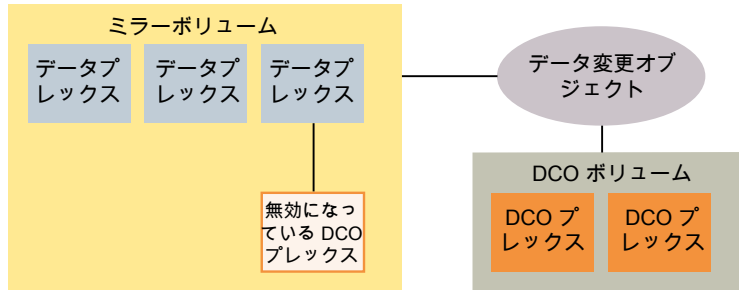 ミラーボリューム
データプ
レックス
データプ
レックス
データプ
レックス
無効になっ
ている DCO
プレックス
データ変更オブ
ジェクト
DCO ボリューム
DCO プ
レックス
DCO プ
レックス